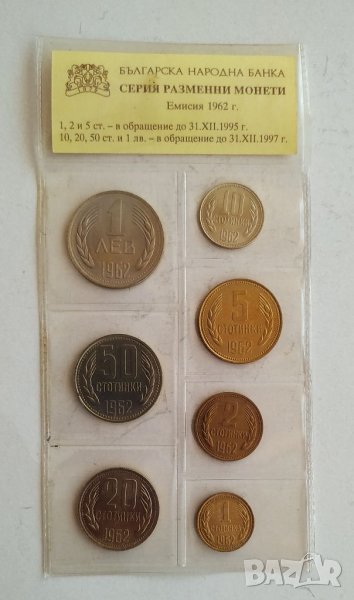 БЪЛГАРСКА НАРОДНА БАНКА
СЕРИЯ РАЗМЕННИ МОНЕТИ
Емисия 1962 г.
1, 2 и 5 ст. – в обращение до 31.XII.1995 г.
10, 20, 50 ст. и 1 лв. – в обращение до 31.XII.1997 г.
1
ЛЕВ
1962
10
СТОТИНКИ
1962
50
СТОТИНКИ
1962
5
СТОТИНКИ
1962
20
СТОТИНКИ
1962
2
СТОТИНКИ
1962
1
СТОТИНКА
1962
BAZAR